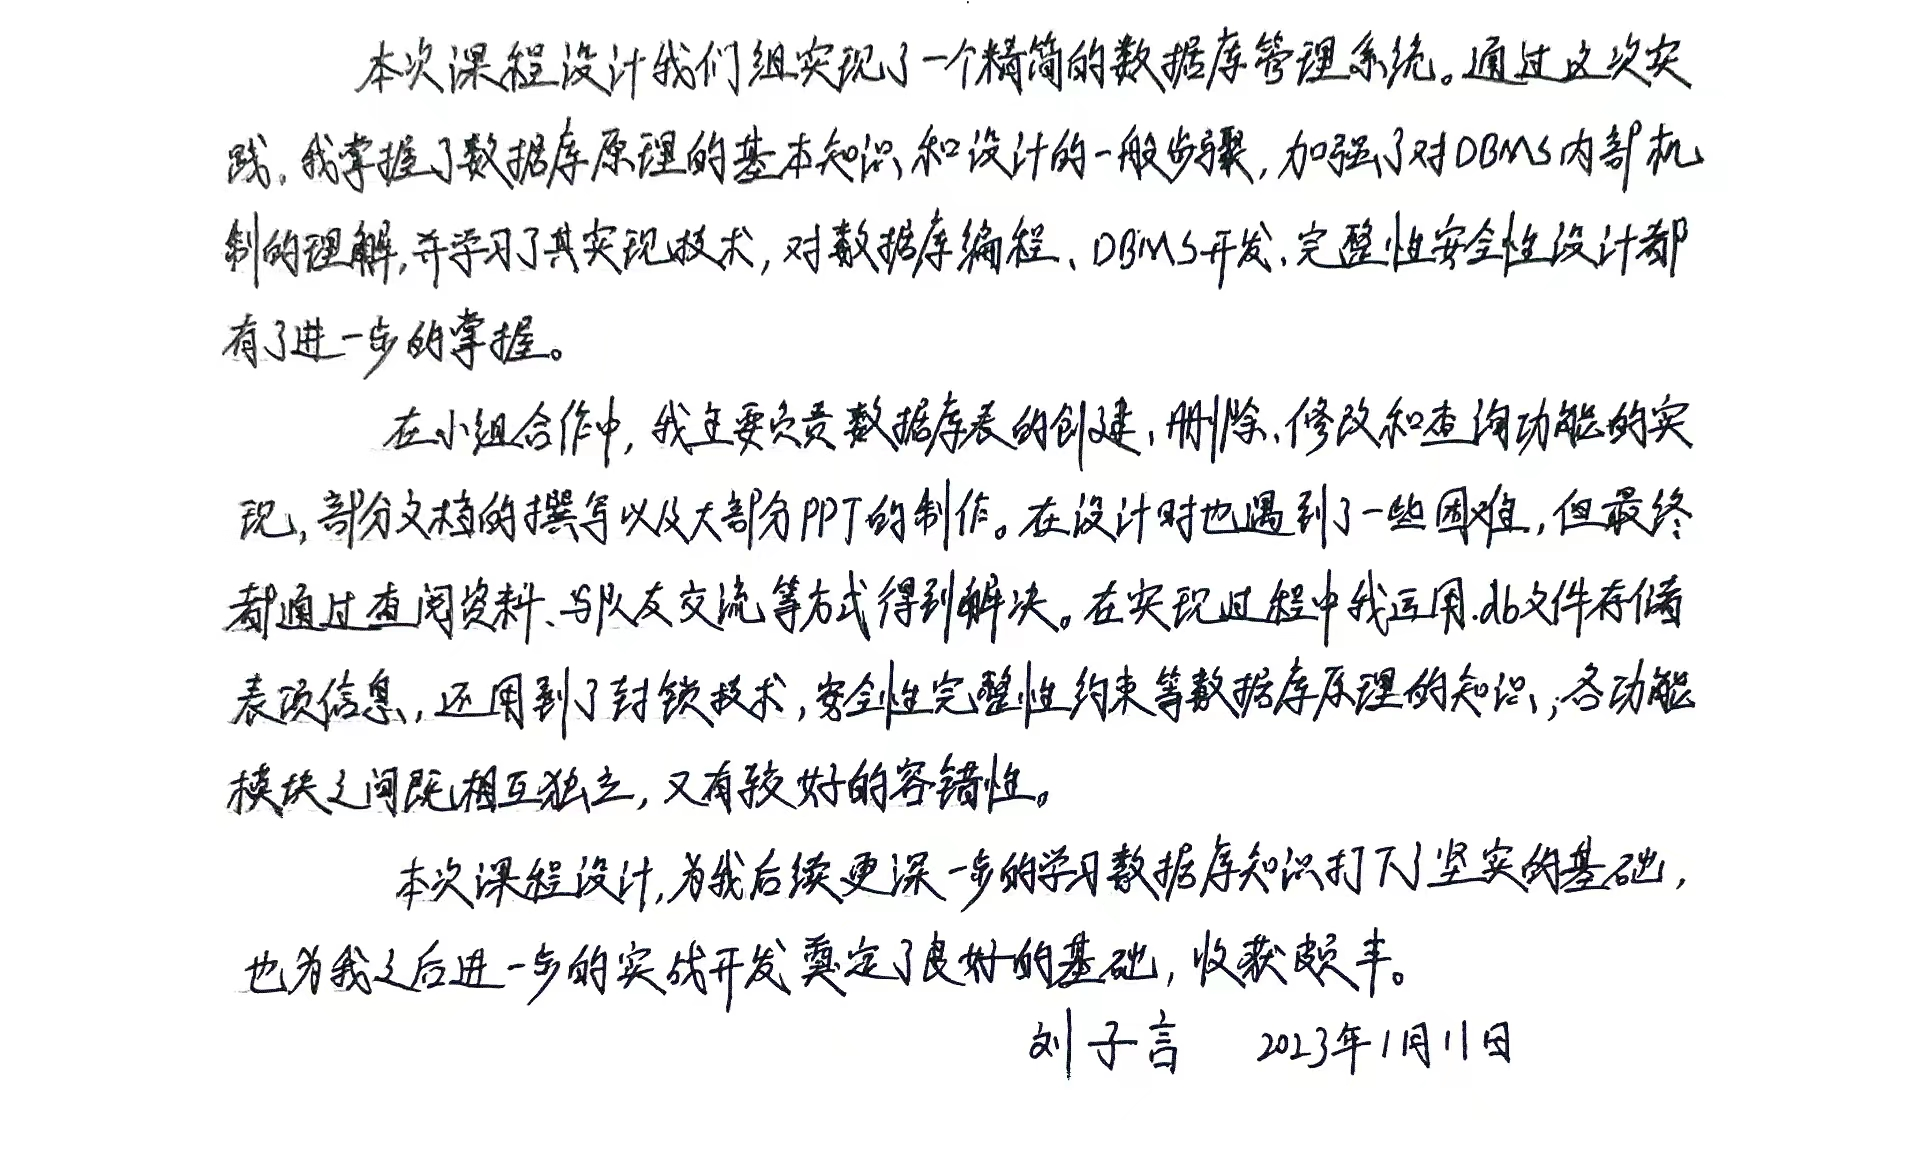 本次课程设计我们组实现了一个精简的数据库管理系统。通过这次实
践,我掌握了数据库原理的基本知识和设计的一般步骤,加强了对DBMS内部机
制的理解,并学习了其实现技术,对数据库编程、DBMS开发、完整性安全性设计都
有了进一步的掌握。
在小组合作中,我主要负责数据库表的创建、删除、修改和查询功能的实
现,部分文档的撰写以及大部分PPT的制作。在设计时也遇到了一些困难,但最终
都通过查阅资料、与队友交流等方式得到解决。在实现过程中我运用.db文件存储
表项信息,还用到了封锁技术,安全性完整性约束等数据库原理的知识;各功能
模块之间既相互独立,又有较好的容错性。
本次课程设计,为我后续更深一步的学习数据库知识打下了坚实的基础,
也为我之后进一步的实战开发奠定了良好的基础,收获颇丰。
刘子言 2023年1月11日